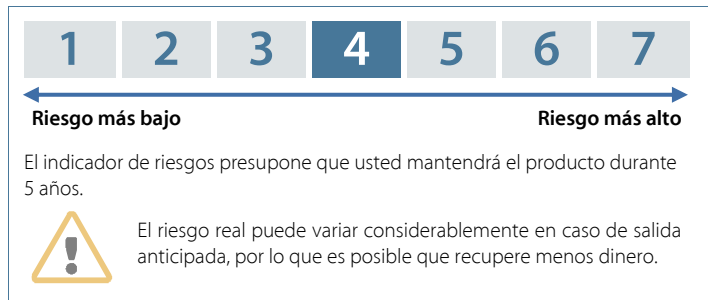 1 2 3 4 5 6 7
Riesgo más bajo Riesgo más alto
El indicador de riesgos presupone que usted mantendrá el producto durante
5 años.
El riesgo real puede variar considerablemente en caso de salida
anticipada, por lo que es posible que recupere menos dinero.